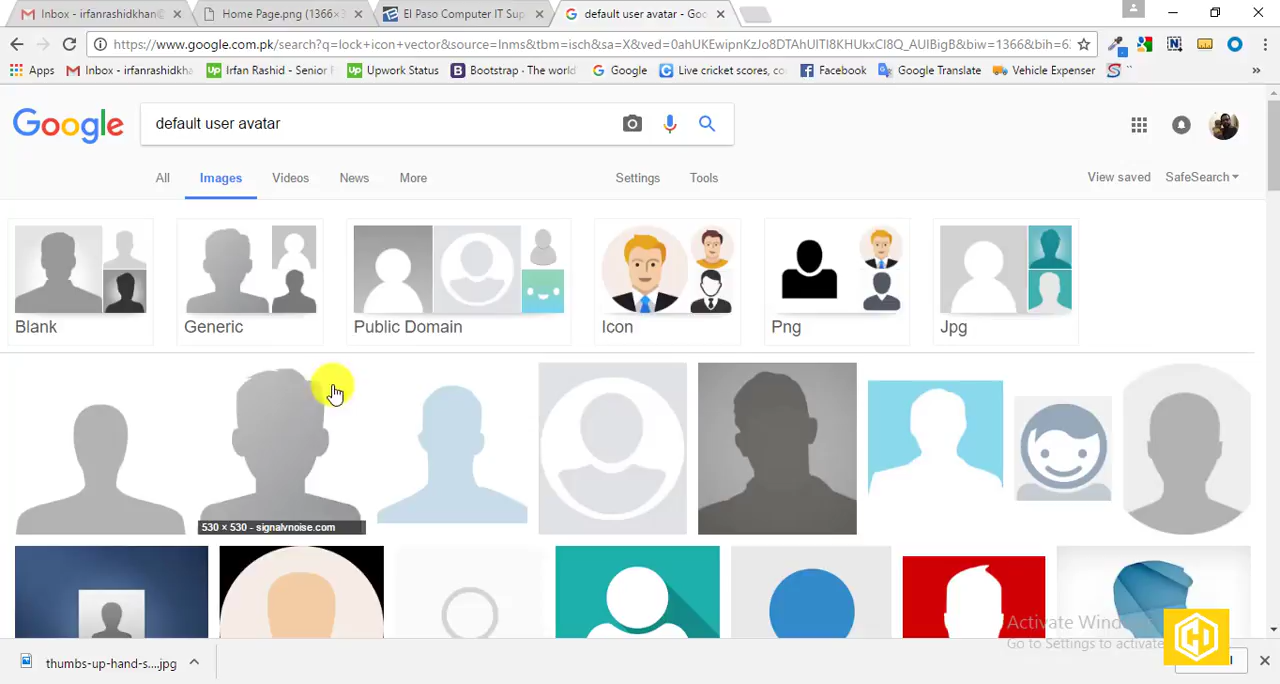 Inbox - irfanrashidkhan@
Home Page.png (1366×3
El Paso Computer IT Sup
default user avatar - Goo
https://www.google.com.pk/search?q=lock+icon+vector&source=lnms&tbm=isch&sa=X&ved=0ahUKEwipnKzJo8DTAhUITI8KHUkxCI8Q_AUIBigB&biw=1366&bih=6
Apps
Inbox - irfanrashidkha
Irfan Rashid - Senior
Upwork Status
Bootstrap - The world
Google
Live cricket scores, co
Facebook
Google Translate
Vehicle Expenser
»
Google
default user avatar
All
Images
Videos
News
More
Settings
Tools
View saved
SafeSearch
Blank
Generic
Public Domain
Icon
Png
Jpg
530 × 530 - signalvnoise.com
Activate Windo
Go to Settings to activate
thumbs-up-hand-s....jpg